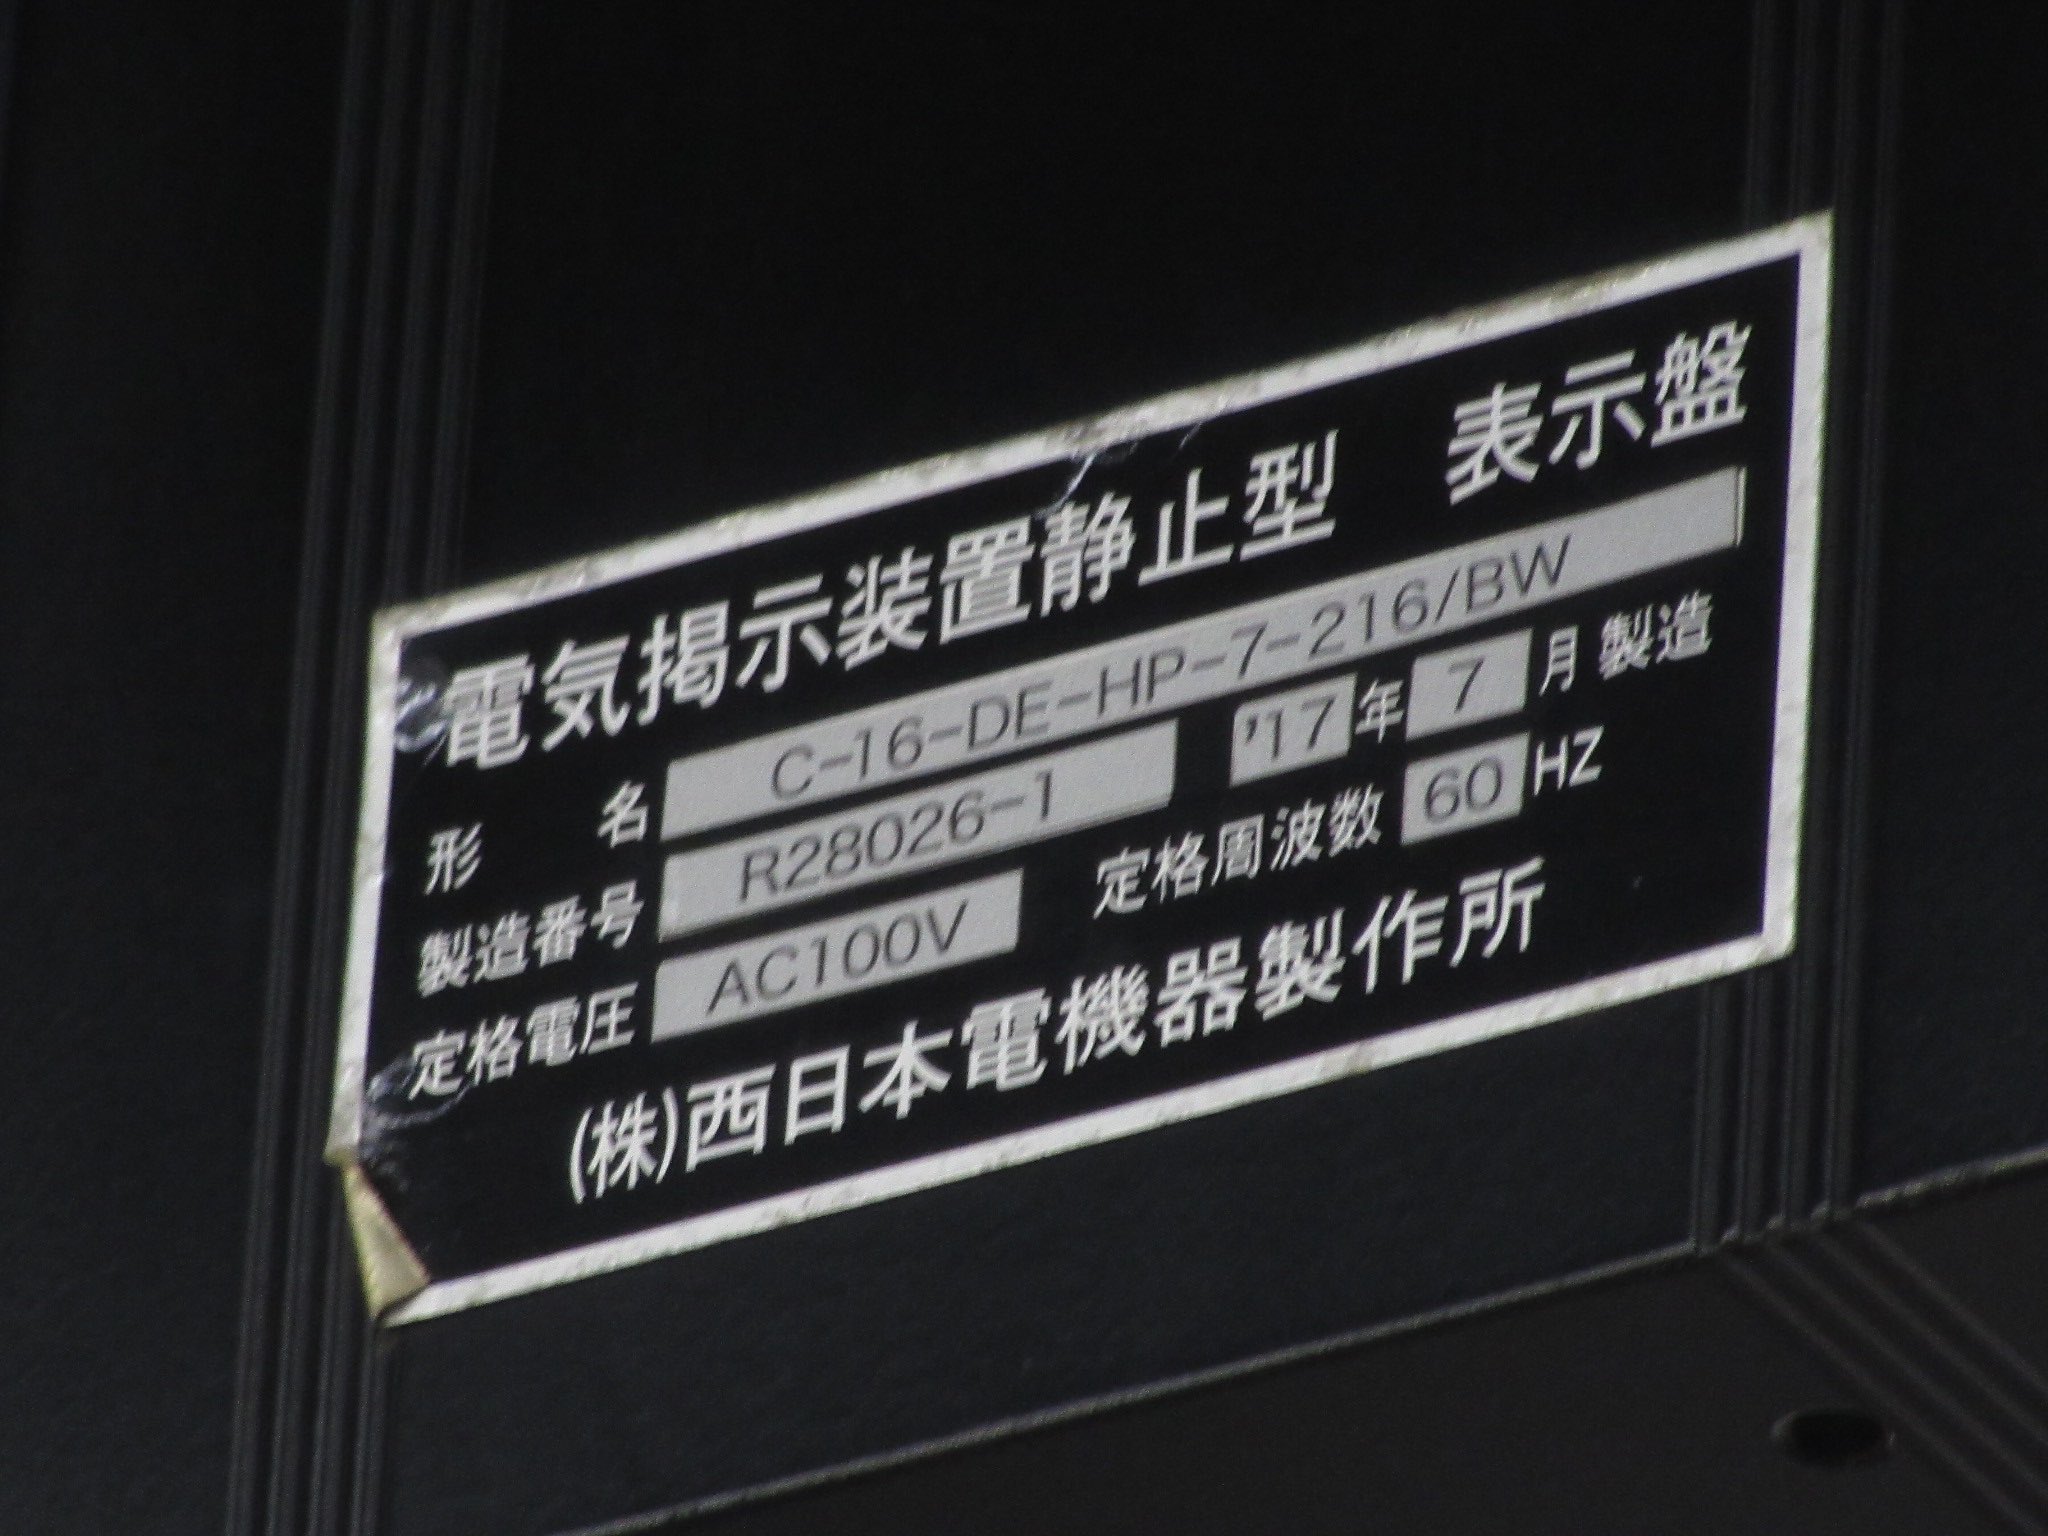 電気掲示装置静止型 表示盤
形名 C-16-DE-HP-7-216/BW
製造番号 R28026-1 '17年7月製造
定格電圧 AC100V 定格周波数 60HZ
(株)西日本電機器製作所